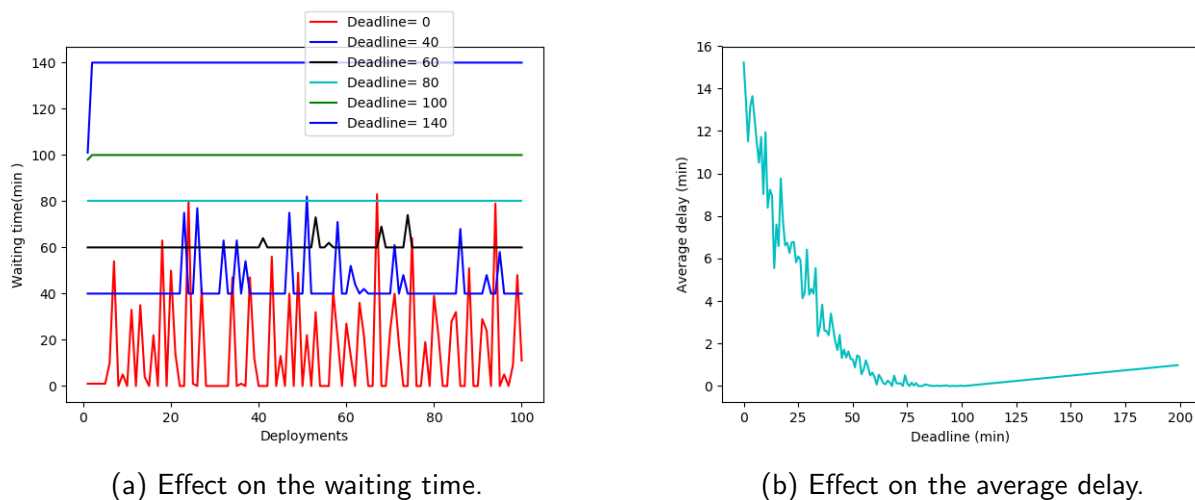 Deadline= 0
Deadline= 40
Deadline= 60
Deadline= 80
Deadline= 100
Deadline= 140
140
120
100
80
60
40
20
0
Waiting time(min )
0 20 40 60 80 100
Deployments
(a) Effect on the waiting time.
16
14
12
10
8
6
4
2
0
Average delay (min)
0 25 50 75 100 125 150 175 200
Deadline (min)
(b) Effect on the average delay.